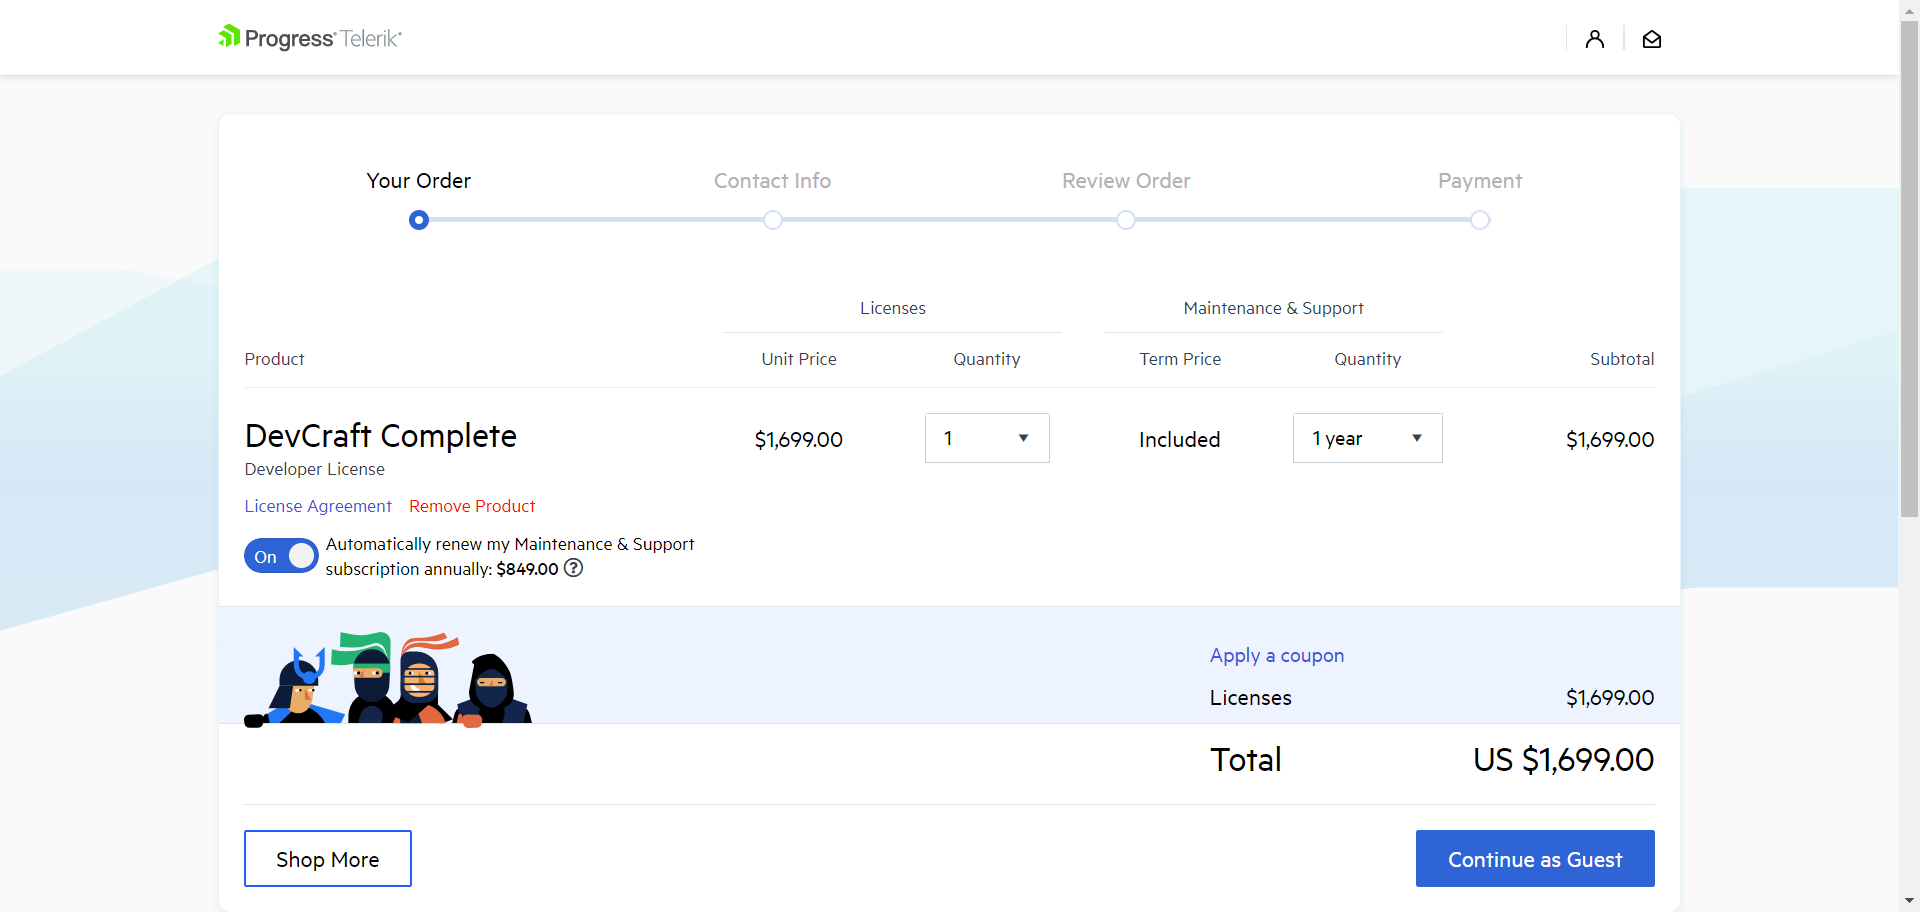 Progress Telerik
Your Order
Contact Info
Review Order
Payment
Licenses
Maintenance & Support
Product
Unit Price
Quantity
Term Price
Quantity
Subtotal
DevCraft Complete
$1,699.00
1
Included
1 year
$1,699.00
Developer License
License Agreement
Remove Product
On
Automatically renew my Maintenance & Support
subscription annually: $849.00 ?
Apply a coupon
Licenses
$1,699.00
Total
US $1,699.00
Shop More
Continue as Guest